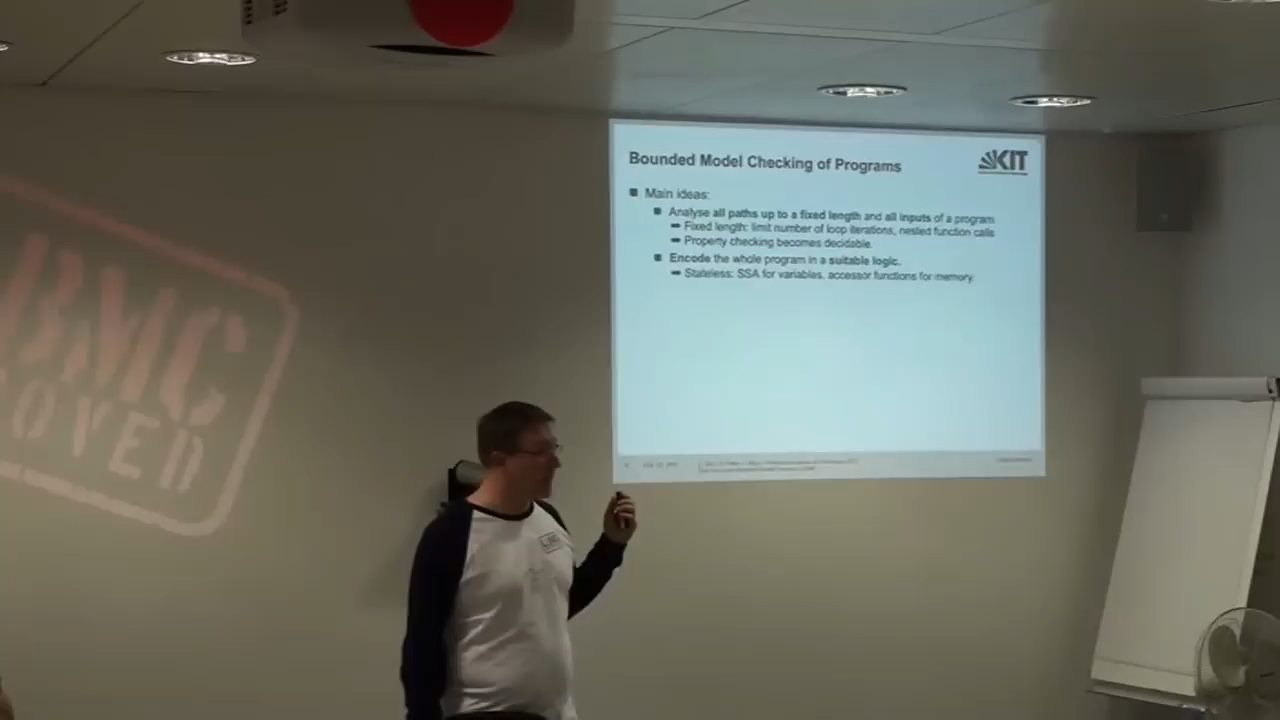 Bounded Model Checking of Programs
KIT
Main ideas:
Analyse all paths up to a fixed length and all inputs of a program
Fixed length: limit number of loop iterations, nested function calls
Property checking becomes decidable.
Encode the whole program in a suitable logic.
Stateless: SSA for variables, accessor functions for memory
BMC